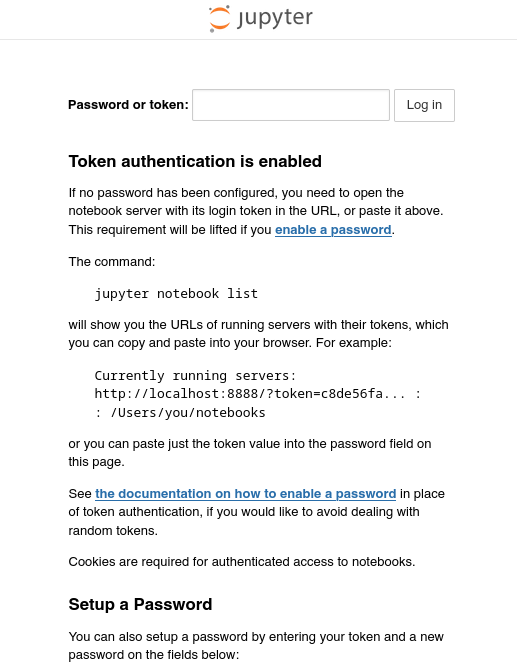 jupyter
Password or token:
Log in
Token authentication is enabled
If no password has been configured, you need to open the
notebook server with its login token in the URL, or paste it above.
This requirement will be lifted if you enable a password.
The command:
jupyter notebook list
will show you the URLs of running servers with their tokens, which
you can copy and paste into your browser. For example:
Currently running servers:
http://localhost:8888/?token=c8de56fa... :
: /Users/you/notebooks
or you can paste just the token value into the password field on
this page.
See the documentation on how to enable a password in place
of token authentication, if you would like to avoid dealing with
random tokens.
Cookies are required for authenticated access to notebooks.
Setup a Password
You can also setup a password by entering your token and a new
password on the fields below: